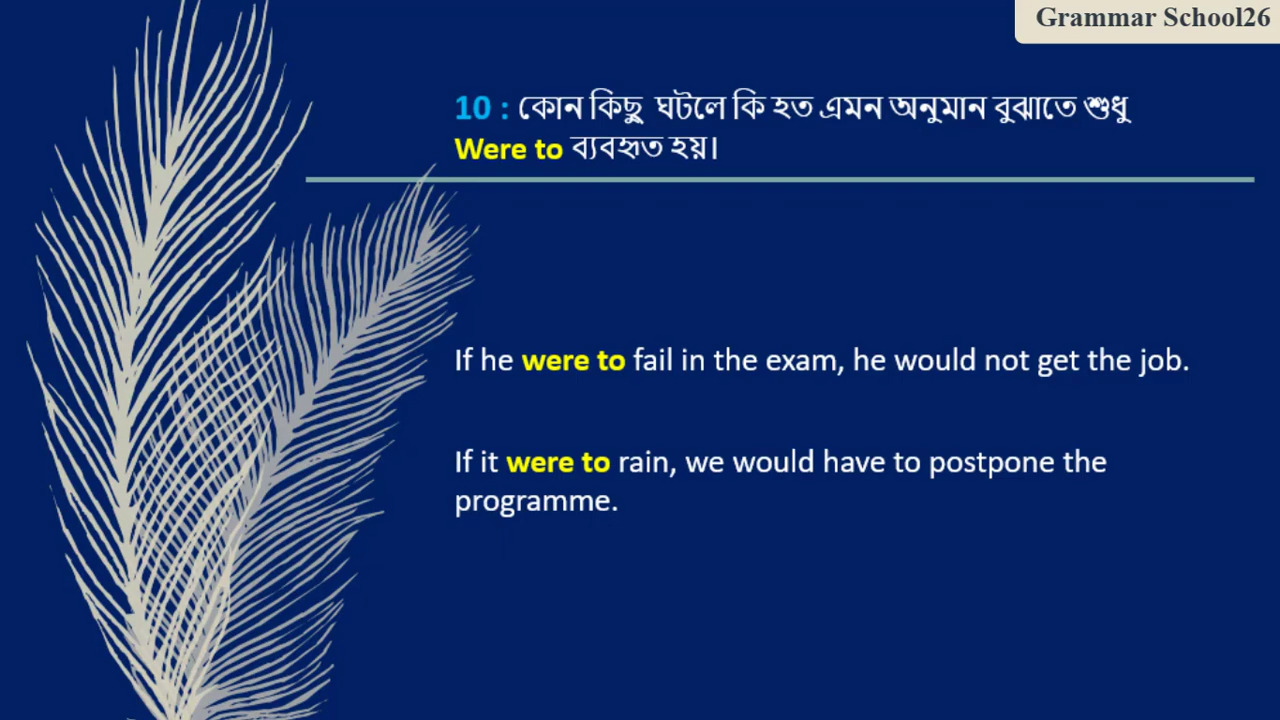 Grammar School26
10 : কোন কিছু ঘটলে কি হত এমন অনুমান বুঝাতে শুধু
Were to ব্যবহৃত হয়।
If he were to fail in the exam, he would not get the job.
If it were to rain, we would have to postpone the
programme.